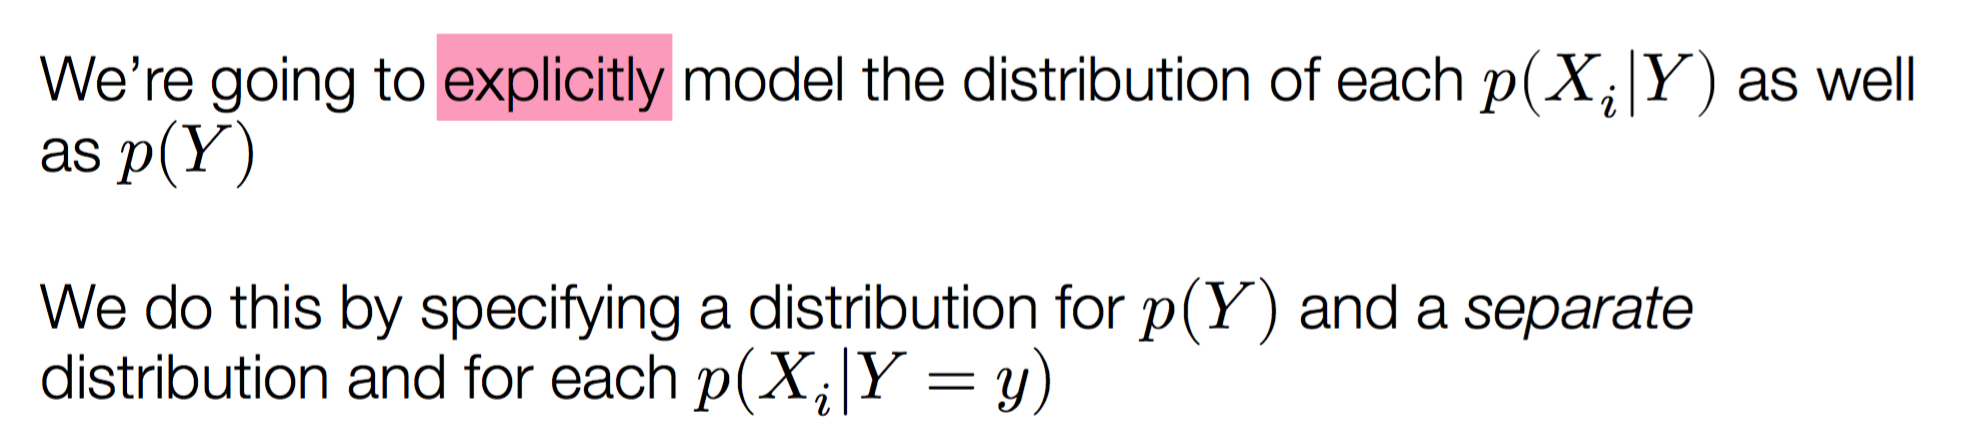 We're going to explicitly model the distribution of each p(X_i|Y) as well
as p(Y)
We do this by specifying a distribution for p(Y) and a separate
distribution and for each p(X_i|Y = y)